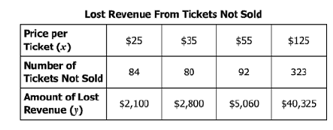 Lost Revenue From Tickets Not Sold
Price per
Ticket (x)
$25
$35
$55
$125
Number of
Tickets Not Sold
84
80
92
323
Amount of Lost
Revenue (y)
$2,100
$2,800
$5,060
$40,325